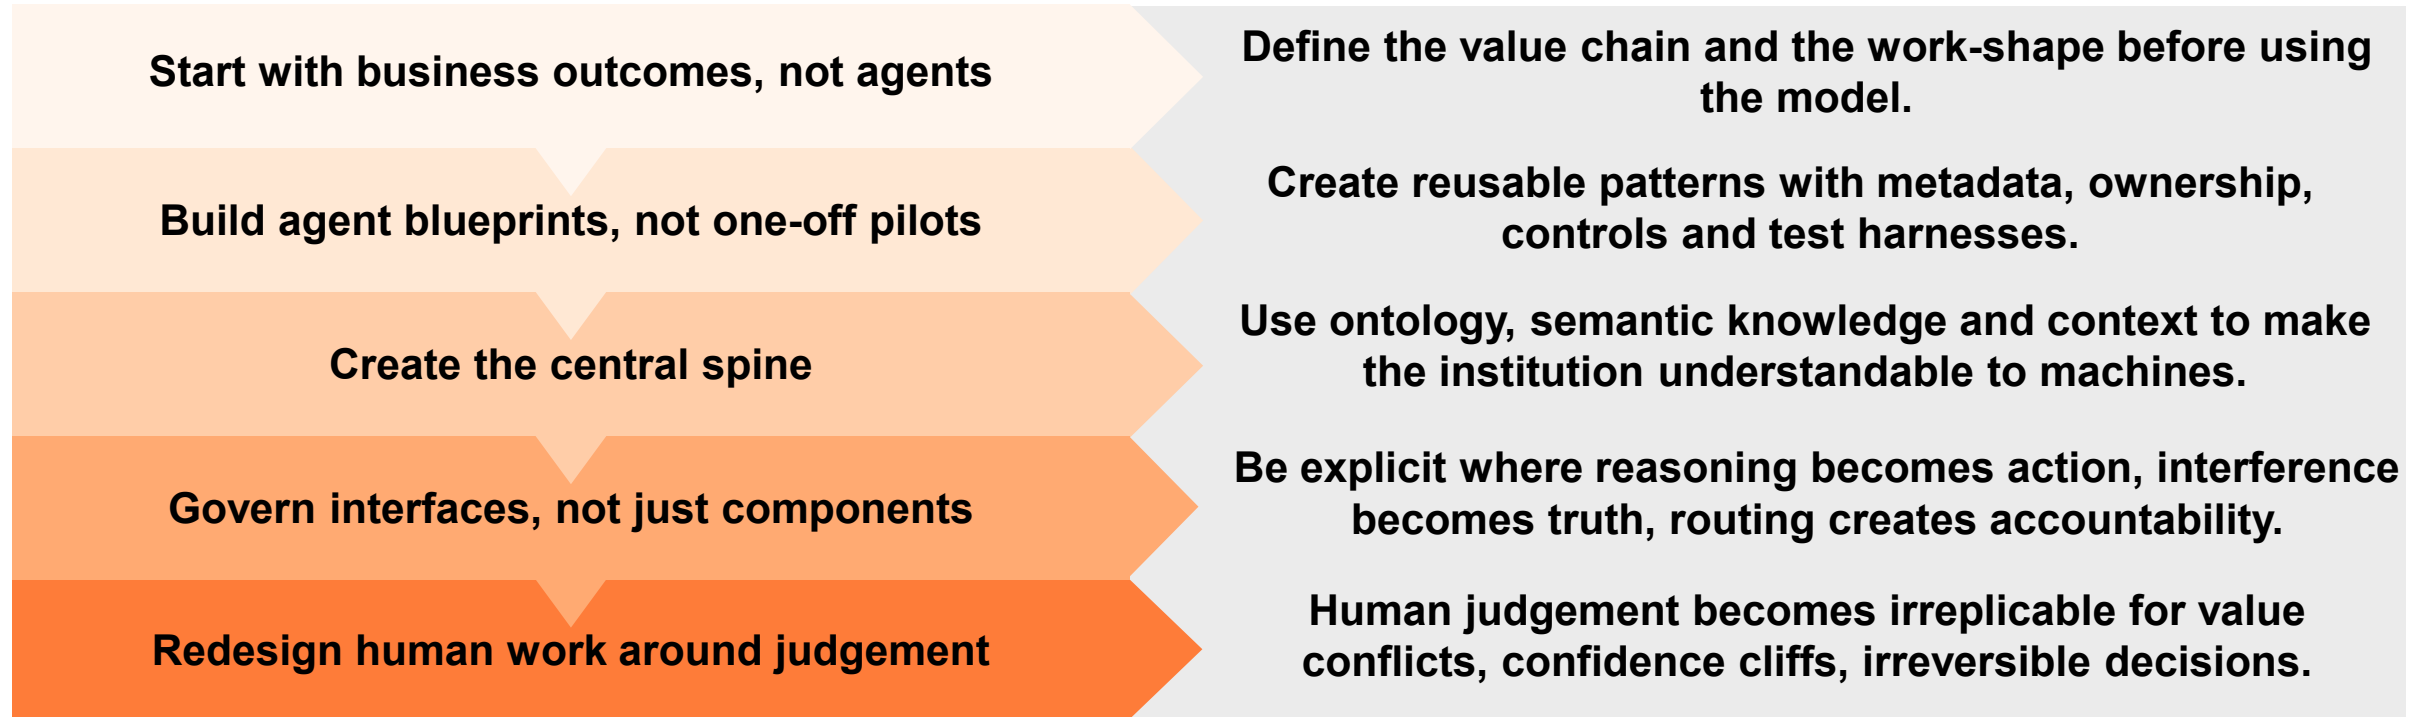 Start with business outcomes, not agents
Define the value chain and the work-shape before using
the model.
Build agent blueprints, not one-off pilots
Create reusable patterns with metadata, ownership,
controls and test harnesses.
Create the central spine
Use ontology, semantic knowledge and context to make
the institution understandable to machines.
Govern interfaces, not just components
Be explicit where reasoning becomes action, interference
becomes truth, routing creates accountability.
Redesign human work around judgement
Human judgement becomes irreplicable for value
conflicts, confidence cliffs, irreversible decisions.